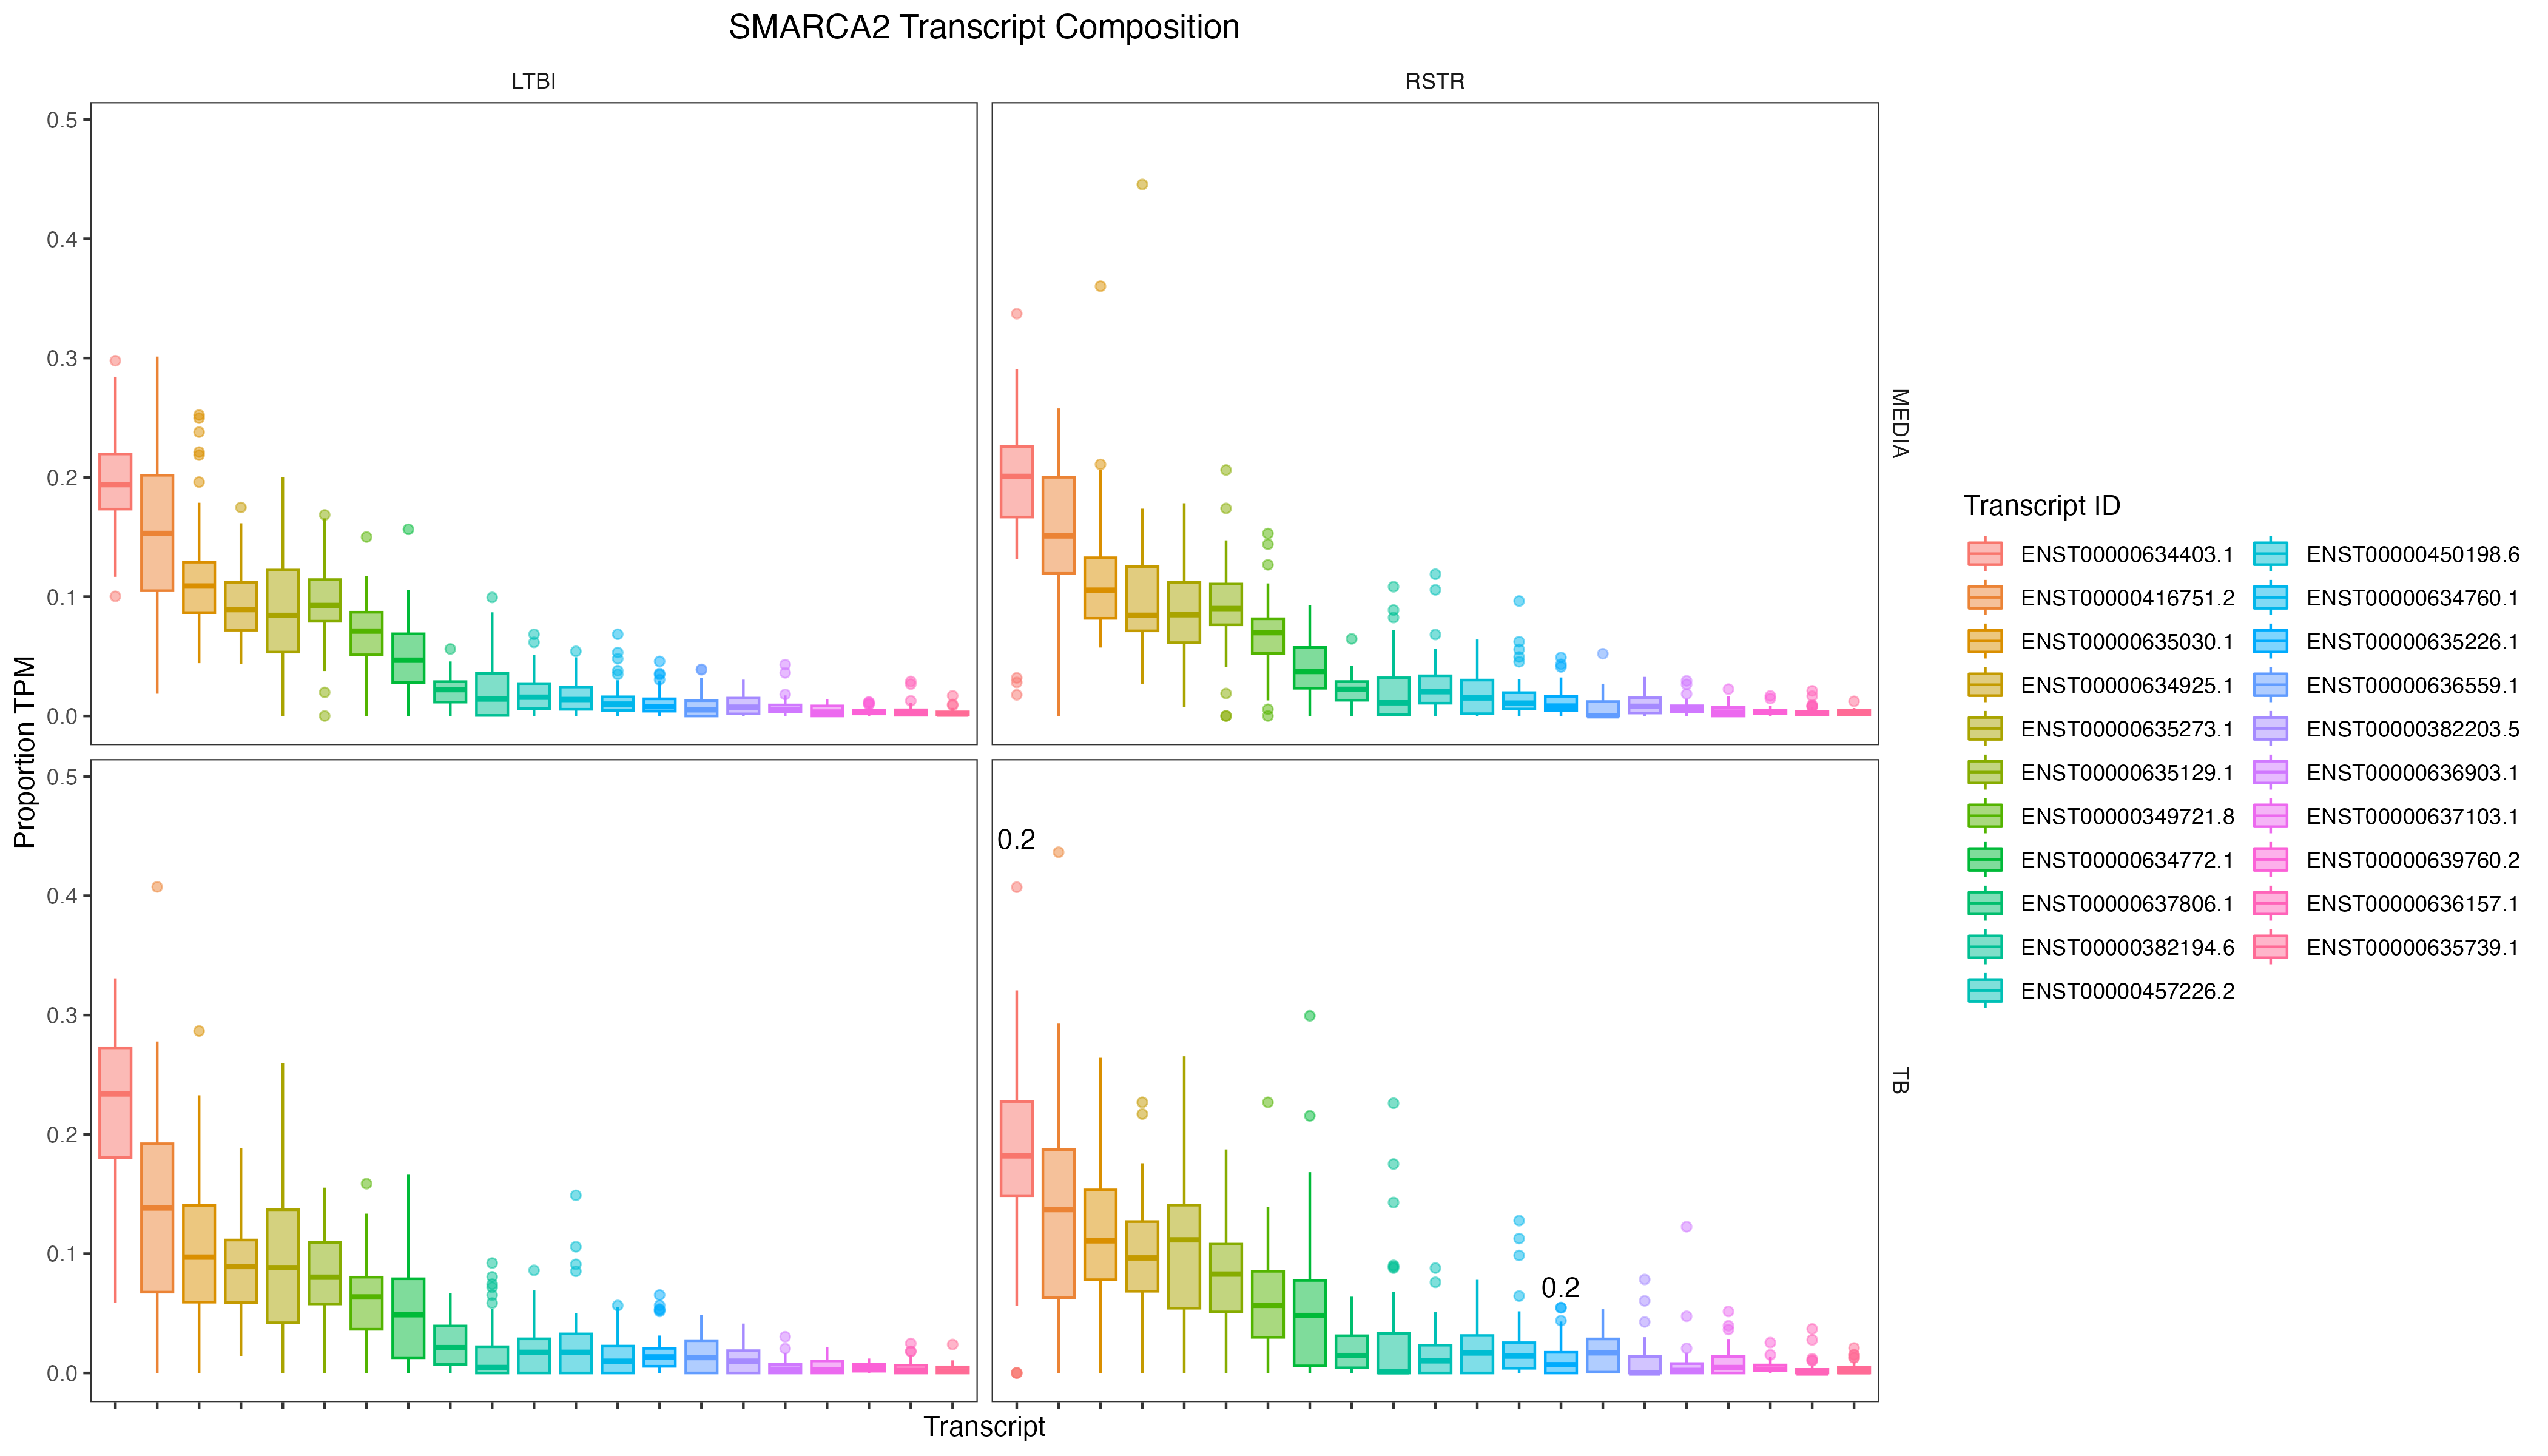 SMARCA2 Transcript Composition
LTBI
RSTR
0.5
0.4
0.3
0.2
0.1
0.0
MEDIA
0.5
0.4
0.3
0.2
0.1
0.0
0.2
0.2
TB
Proportion TPM
Transcript
Transcript ID
ENST00000634403.1
ENST00000416751.2
ENST00000635030.1
ENST00000634925.1
ENST00000635273.1
ENST00000635129.1
ENST00000349721.8
ENST00000634772.1
ENST00000637806.1
ENST00000382194.6
ENST00000457226.2
ENST00000450198.6
ENST00000634760.1
ENST00000635226.1
ENST00000636559.1
ENST00000382203.5
ENST00000636903.1
ENST00000637103.1
ENST00000639760.2
ENST00000636157.1
ENST00000635739.1